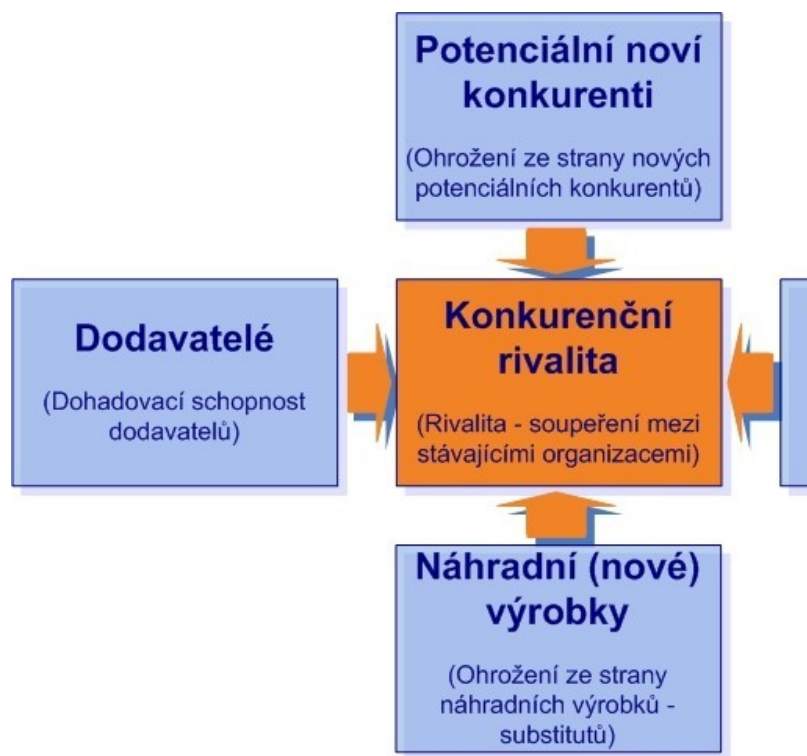 Potenciální noví
konkurenti
(Ohrožení ze strany nových
potenciálních konkurentů)
Dodavatelé
(Dohadovací schopnost
dodavatelů)
Konkurenční
rivalita
(Rivalita - soupeření mezi
stávajícími organizacemi)
Náhradní (nové)
výrobky
(Ohrožení ze strany
náhradních výrobků -
substitutů)